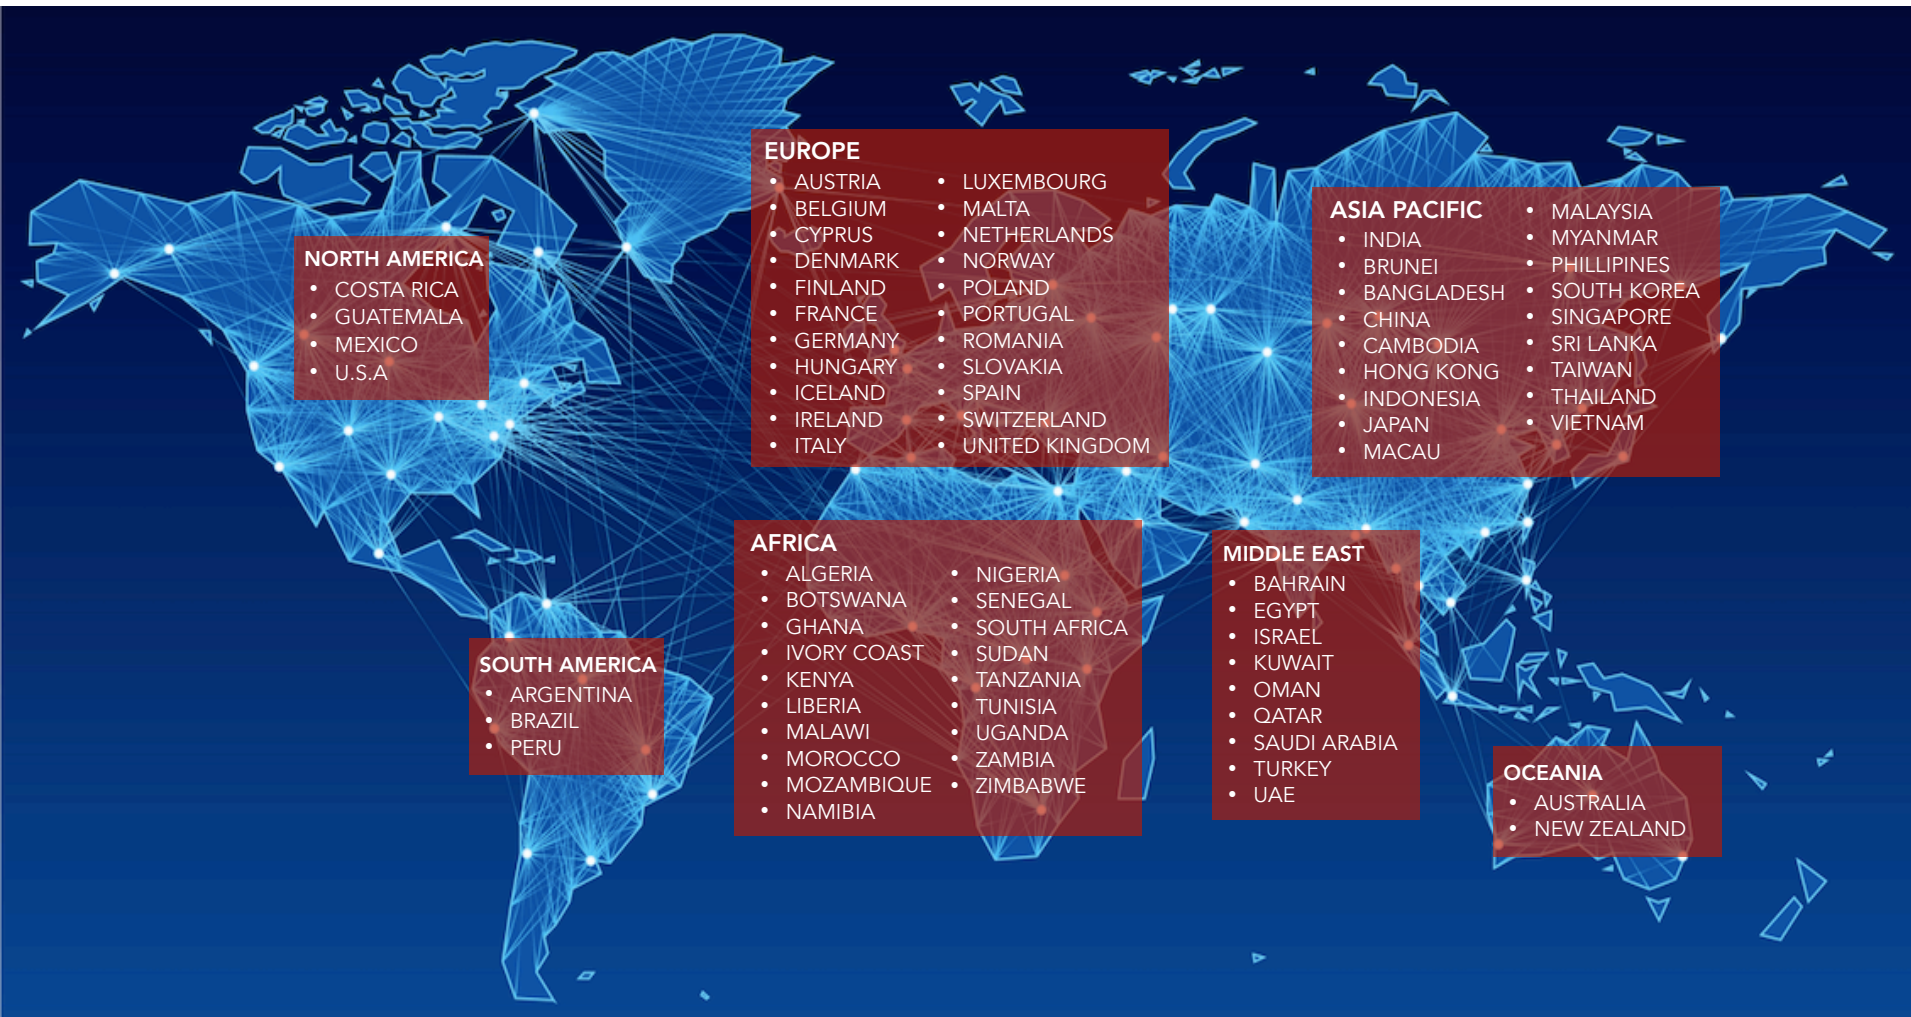 NORTH AMERICA
• COSTA RICA
• GUATEMALA
• MEXICO
• U.S.A
SOUTH AMERICA
• ARGENTINA
• BRAZIL
• PERU
EUROPE
• AUSTRIA
• BELGIUM
• CYPRUS
• DENMARK
• FINLAND
• FRANCE
• GERMANY
• HUNGARY
• ICELAND
• IRELAND
• ITALY
• LUXEMBOURG
• MALTA
• NETHERLANDS
• NORWAY
• POLAND
• PORTUGAL
• ROMANIA
• SLOVAKIA
• SPAIN
• SWITZERLAND
• UNITED KINGDOM
AFRICA
• ALGERIA
• BOTSWANA
• GHANA
• IVORY COAST
• KENYA
• LIBERIA
• MALAWI
• MOROCCO
• MOZAMBIQUE
• NAMIBIA
• NIGERIA
• SENEGAL
• SOUTH AFRICA
• SUDAN
• TANZANIA
• TUNISIA
• UGANDA
• ZAMBIA
• ZIMBABWE
ASIA PACIFIC
• INDIA
• BRUNEI
• BANGLADESH
• CHINA
• CAMBODIA
• HONG KONG
• INDONESIA
• JAPAN
• MACAU
• MALAYSIA
• MYANMAR
• PHILLIPINES
• SOUTH KOREA
• SINGAPORE
• SRI LANKA
• TAIWAN
• THAILAND
• VIETNAM
MIDDLE EAST
• BAHRAIN
• EGYPT
• ISRAEL
• KUWAIT
• OMAN
• QATAR
• SAUDI ARABIA
• TURKEY
• UAE
OCEANIA
• AUSTRALIA
• NEW ZEALAND